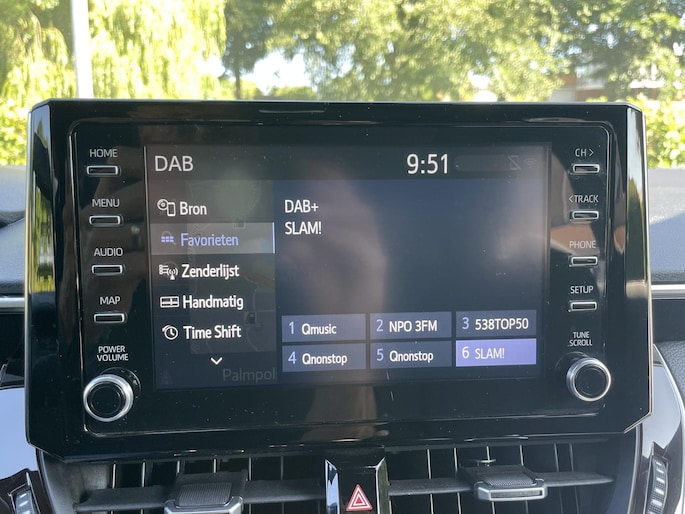 HOME
MENU
AUDIO
MAP
POWER
VOLUME
DAB
9:51
Bron
Favorieten
Zenderlijst
Handmatig
Time Shift
Palmpol
DAB+
SLAM!
1 Qmusic
2 NPO 3FM
3 538TOP50
4 Qnonstop
5 Qnonstop
6 SLAM!
CH >
< TRACK
PHONE
SETUP
TUNE
SCROLL